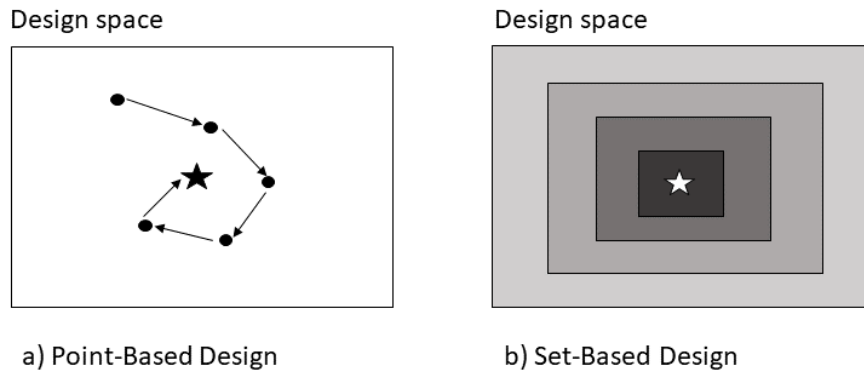 Design space
Design space
a) Point-Based Design
b) Set-Based Design